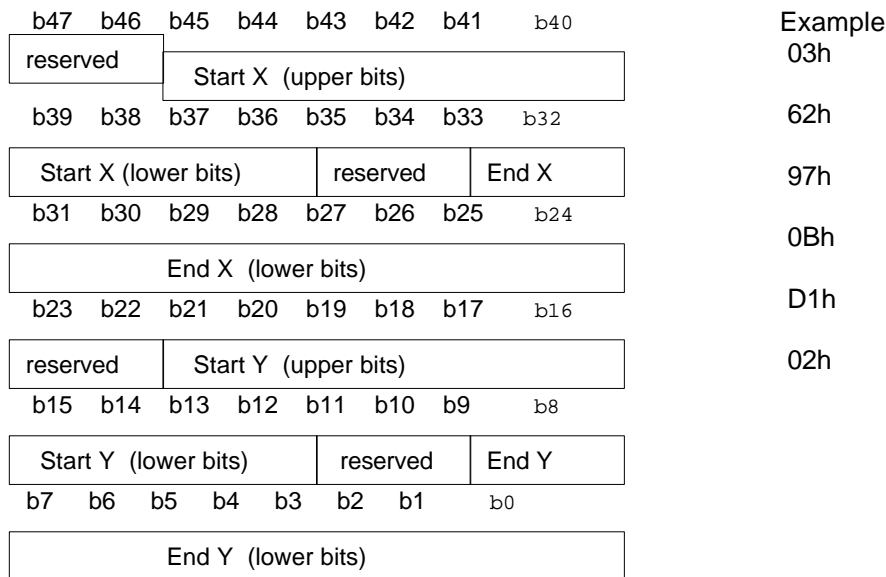 b47 b46 b45 b44 b43 b42 b41 b40 Example
reserved Start X (upper bits) 03h
b39 b38 b37 b36 b35 b34 b33 b32 62h
Start X (lower bits) reserved End X 97h
b31 b30 b29 b28 b27 b26 b25 b24 0Bh
End X (lower bits)
b23 b22 b21 b20 b19 b18 b17 b16 D1h
reserved Start Y (upper bits) 02h
b15 b14 b13 b12 b11 b10 b9 b8
Start Y (lower bits) reserved End Y
b7 b6 b5 b4 b3 b2 b1 b0
End Y (lower bits)